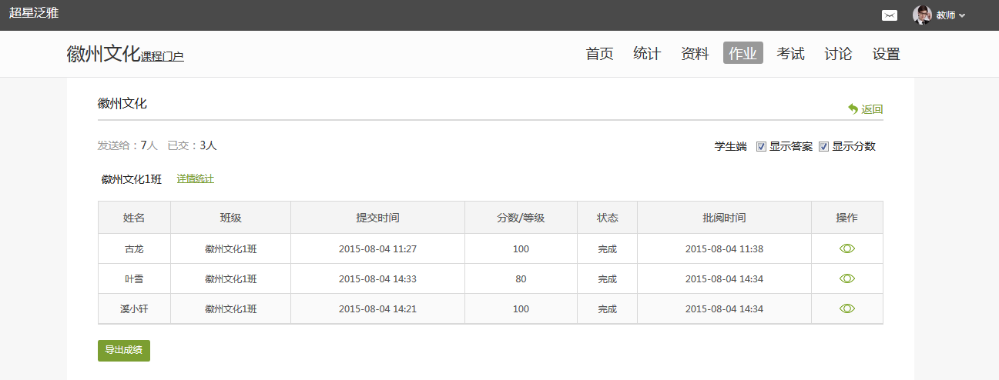 超星泛雅
教师
徽州文化课程门户
首页 统计 资料 作业 考试 讨论 设置
徽州文化
返回
发送给：7人 已交：3人
学生端 显示答案 显示分数
徽州文化1班 详情统计
姓名 班级 提交时间 分数/等级 状态 批阅时间 操作
古龙 徽州文化1班 2015-08-04 11:27 100 完成 2015-08-04 11:38
叶雪 徽州文化1班 2015-08-04 14:33 80 完成 2015-08-04 14:34
溪小轩 徽州文化1班 2015-08-04 14:21 100 完成 2015-08-04 14:34
导出成绩